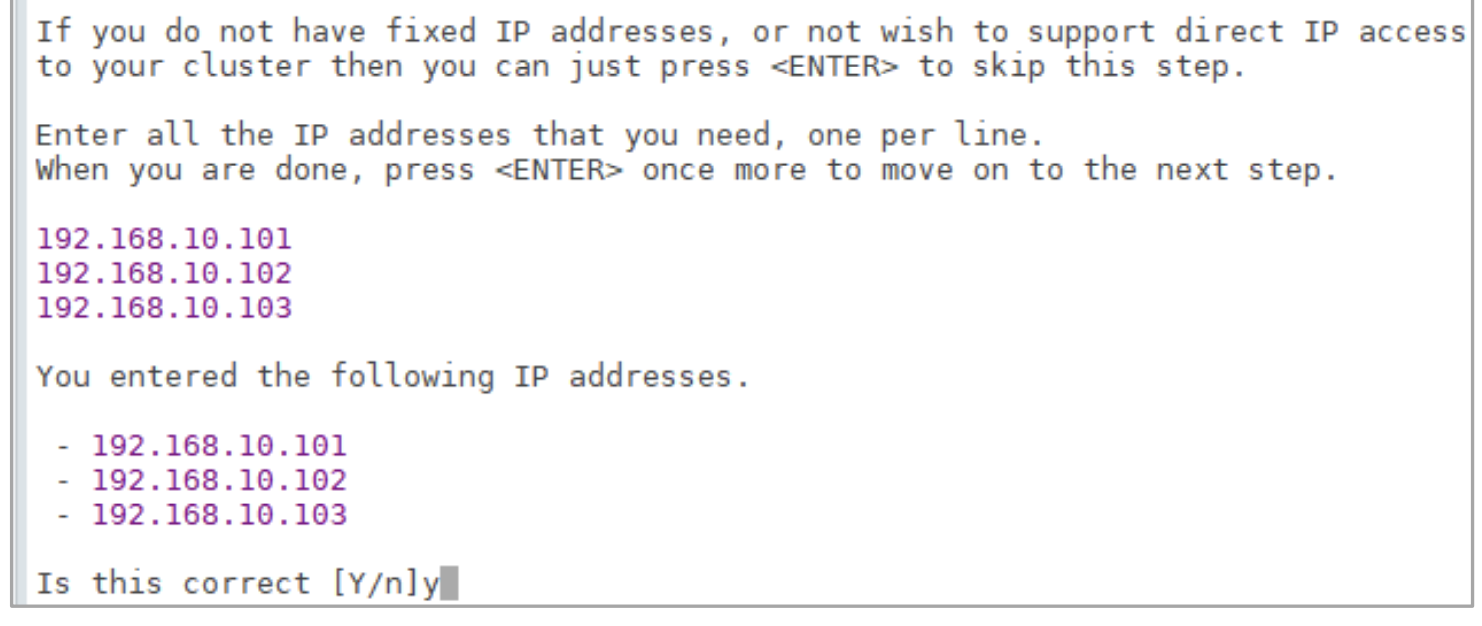 If you do not have fixed IP addresses, or not wish to support direct IP access
to your cluster then you can just press <ENTER> to skip this step.
Enter all the IP addresses that you need, one per line.
When you are done, press <ENTER> once more to move on to the next step.
192.168.10.101
192.168.10.102
192.168.10.103
You entered the following IP addresses.
- 192.168.10.101
- 192.168.10.102
- 192.168.10.103
Is this correct [Y/n]y